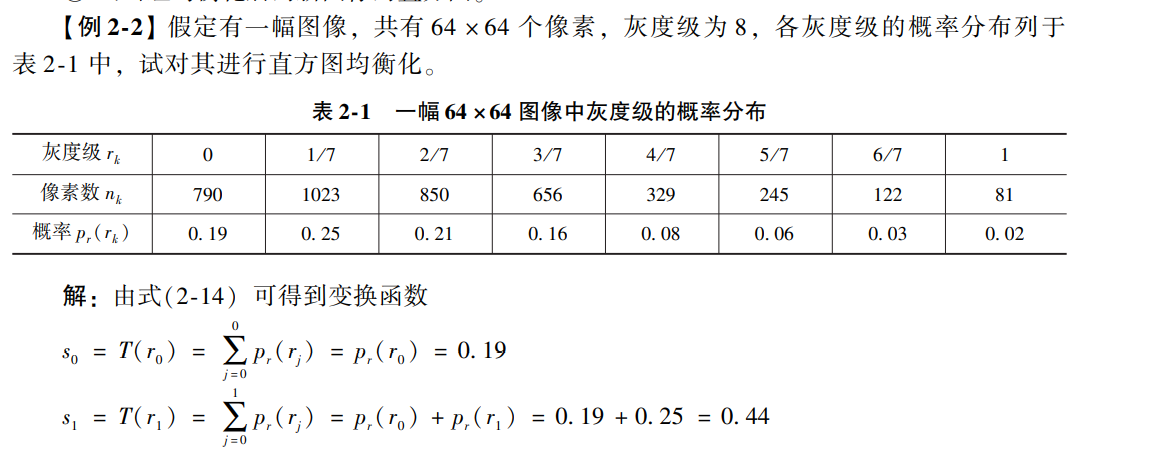 【例 2-2】假定有一幅图像，共有 64 × 64 个像素，灰度级为 8，各灰度级的概率分布列于
表 2-1 中，试对其进行直方图均衡化。
表 2-1 一幅 64 × 64 图像中灰度级的概率分布
灰度级 r_k 0 1/7 2/7 3/7 4/7 5/7 6/7 1
像素数 n_k 790 1023 850 656 329 245 122 81
概率 p_r(r_k) 0.19 0.25 0.21 0.16 0.08 0.06 0.03 0.02
解：由式(2-14) 可得到变换函数
s_0 = T(r_0) = \sum_{j=0}^{0} p_r(r_j) = p_r(r_0) = 0.19
s_1 = T(r_1) = \sum_{j=0}^{1} p_r(r_j) = p_r(r_0) + p_r(r_1) = 0.19 + 0.25 = 0.44